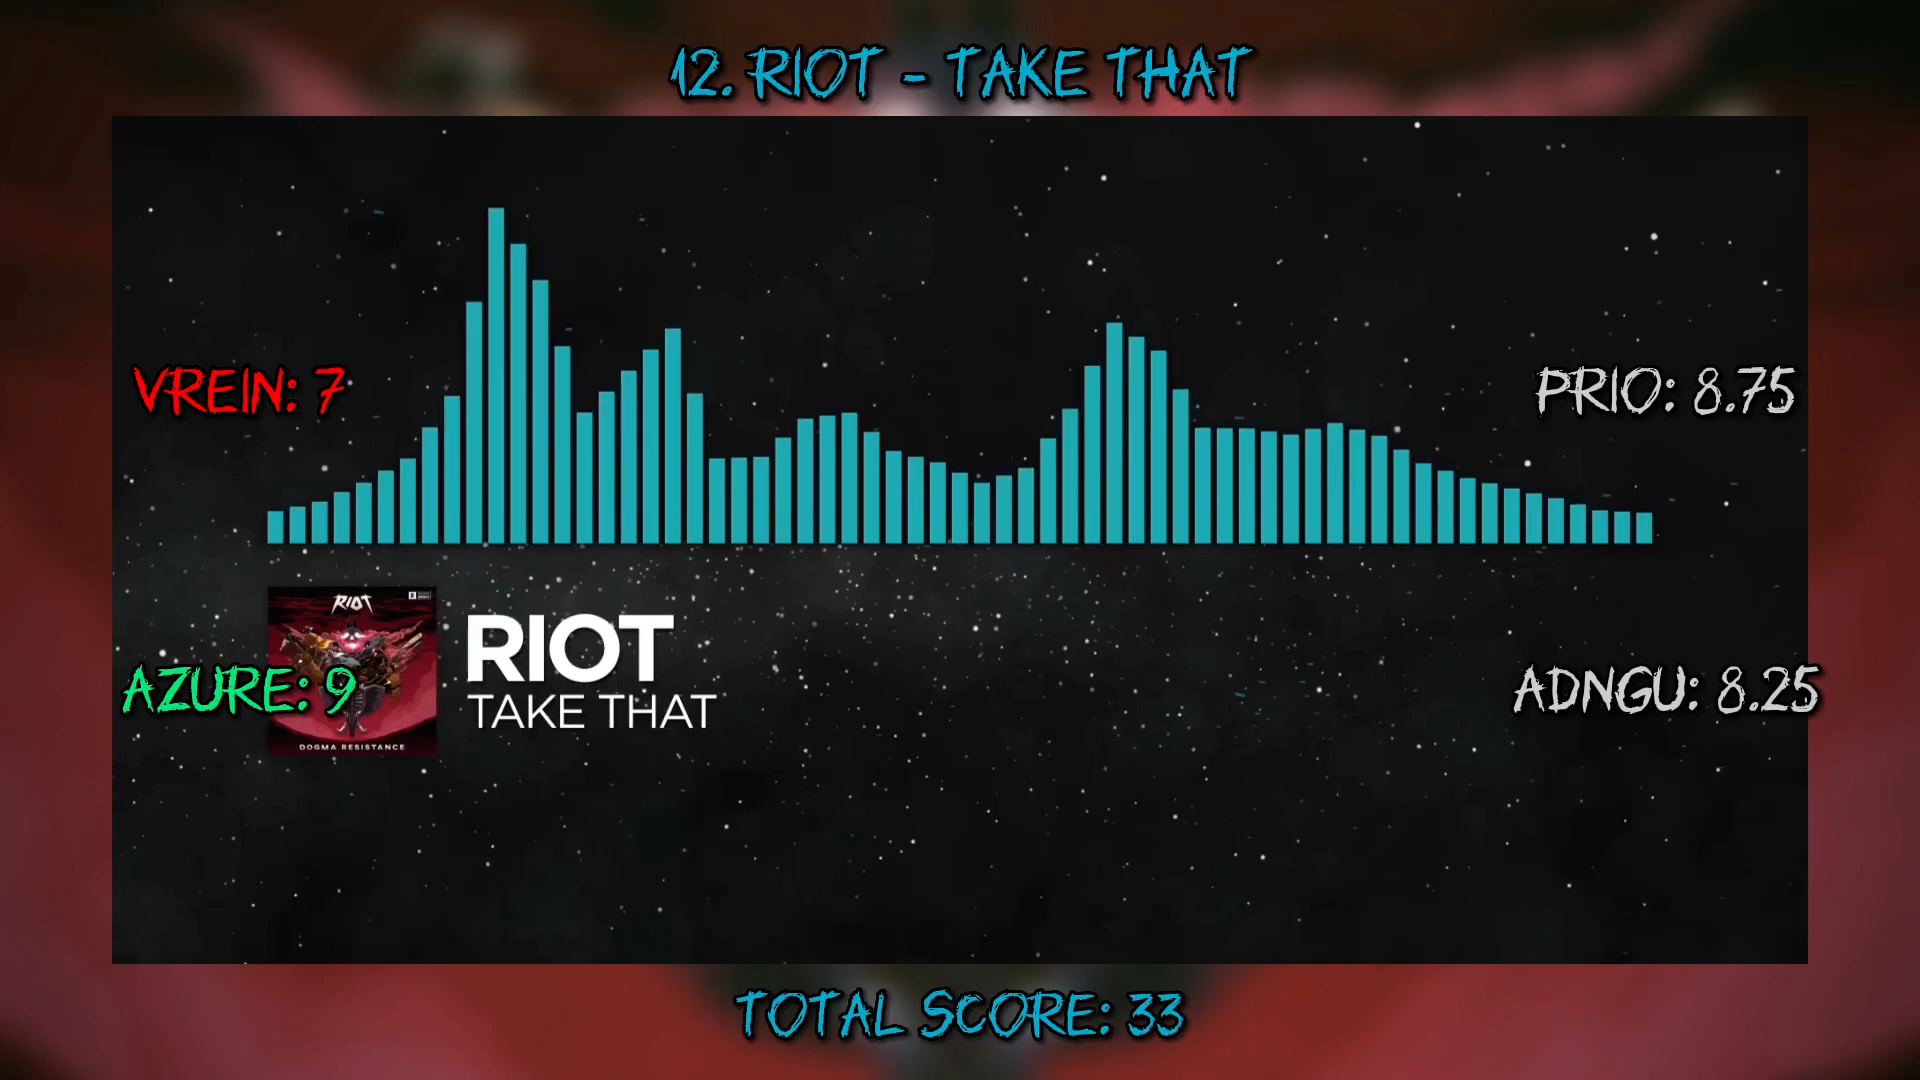 12. RIOT - TAKE THAT
VREIN: 7
PRIO: 8.75
RIOT
AZURE: 9
DOGMA RESISTANCE
RIOT
TAKE THAT
ADNGU: 8.25
TOTAL SCORE: 33